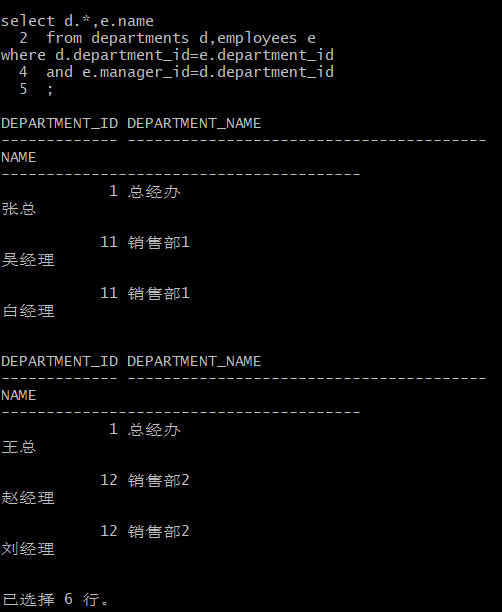 select d.*,e.name
  2  from departments d,employees e
where d.department_id=e.department_id
  4  and e.manager_id=d.department_id
  5  ;
DEPARTMENT_ID DEPARTMENT_NAME
------------- ----------------------------------------
NAME
----------------------------------------
            1 总经办
张总
           11 销售部1
吴经理
           11 销售部1
白经理
DEPARTMENT_ID DEPARTMENT_NAME
------------- ----------------------------------------
NAME
----------------------------------------
            1 总经办
王总
           12 销售部2
赵经理
           12 销售部2
刘经理
已选择 6 行。